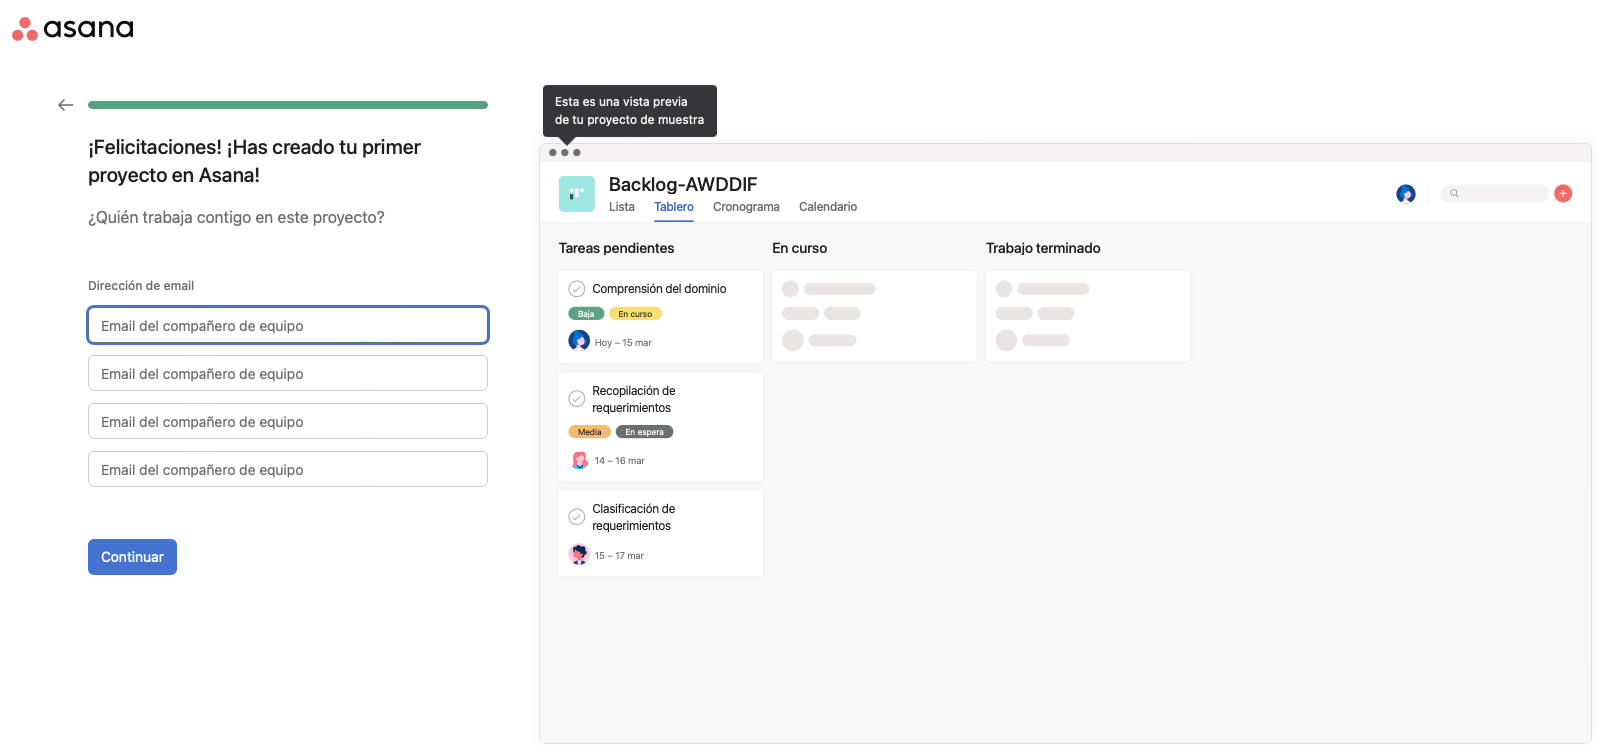 asana
¡Felicitaciones! ¡Has creado tu primer
proyecto en Asana!
¿Quién trabaja contigo en este proyecto?
Dirección de email
Email del compañero de equipo
Email del compañero de equipo
Email del compañero de equipo
Email del compañero de equipo
Continuar
Esta es una vista previa
de tu proyecto de muestra
Backlog-AWDDIF
Lista Tablero Cronograma Calendario
Tareas pendientes En curso Trabajo terminado
Comprensión del dominio
Baja En curso
Hoy – 15 mar
Recopilación de
requerimientos
Media En espera
14 – 16 mar
Clasificación de
requerimientos
15 – 17 mar